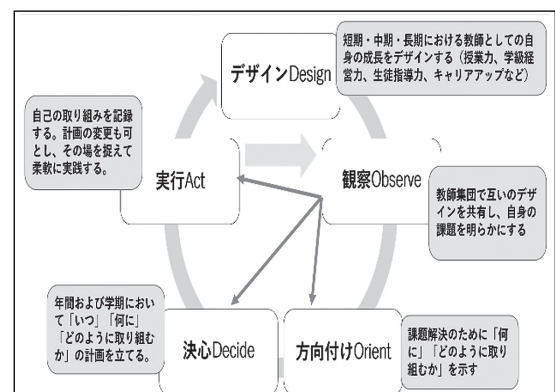 デザインDesign
短期・中期・長期における教師としての自
身の成長をデザインする（授業力、学級経
営力、生徒指導力、キャリアアップなど）
自己の取り組みを記録
する。計画の変更も可
とし、その場を捉えて
柔軟に実践する。
実行Act
観察Observe
教師集団で互いのデザ
インを共有し、自身の
課題を明らかにする
年間および学期におい
て「いつ」「何に」
「どのように取り組む
か」の計画を立てる。
決心Decide
方向付けOrient
課題解決のために「何
に」「どのように取り
組むか」を示す